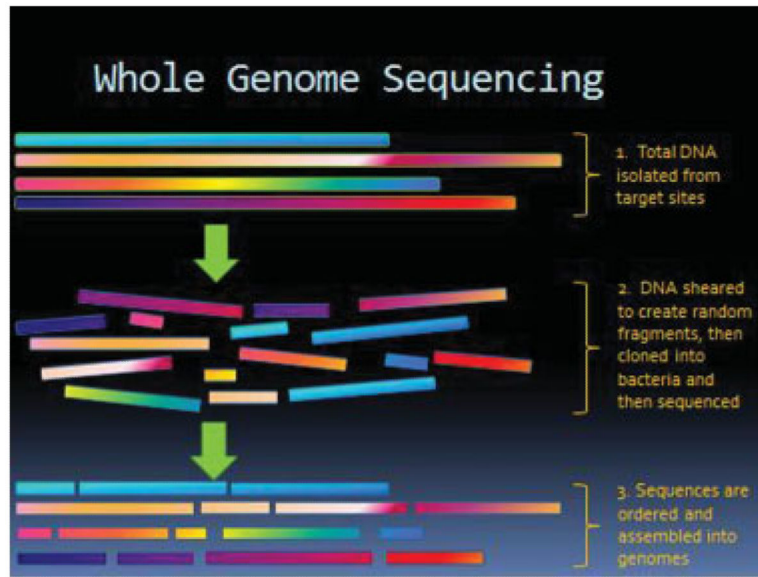 Whole Genome Sequencing
1. Total DNA
isolated from
target sites
2. DNA sheared
to create random
fragments, then
cloned into
bacteria and
then sequenced
3. Sequences are
ordered and
assembled into
genomes